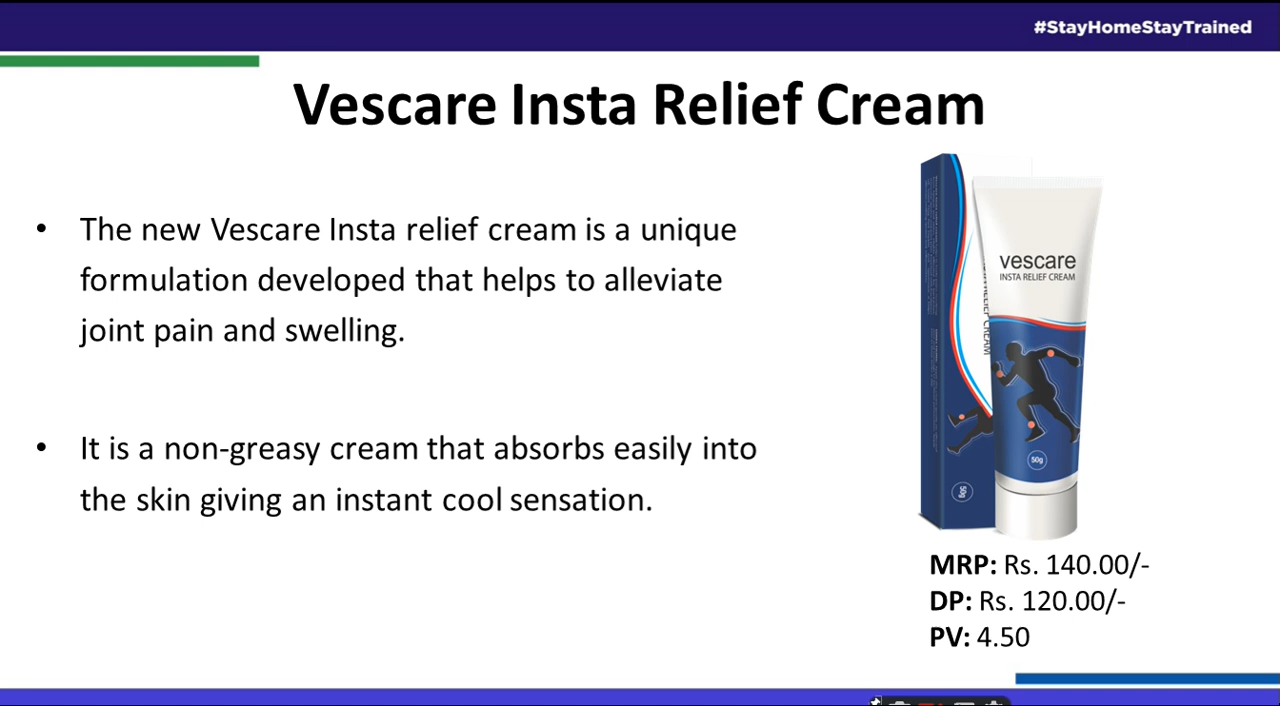 #StayHomeStayTrained
Vescare Insta Relief Cream
• The new Vescare Insta relief cream is a unique
formulation developed that helps to alleviate
joint pain and swelling.
• It is a non-greasy cream that absorbs easily into
the skin giving an instant cool sensation.
vescare
INSTA RELIEF CREAM
50g
50g
MRP: Rs. 140.00/-
DP: Rs. 120.00/-
PV: 4.50